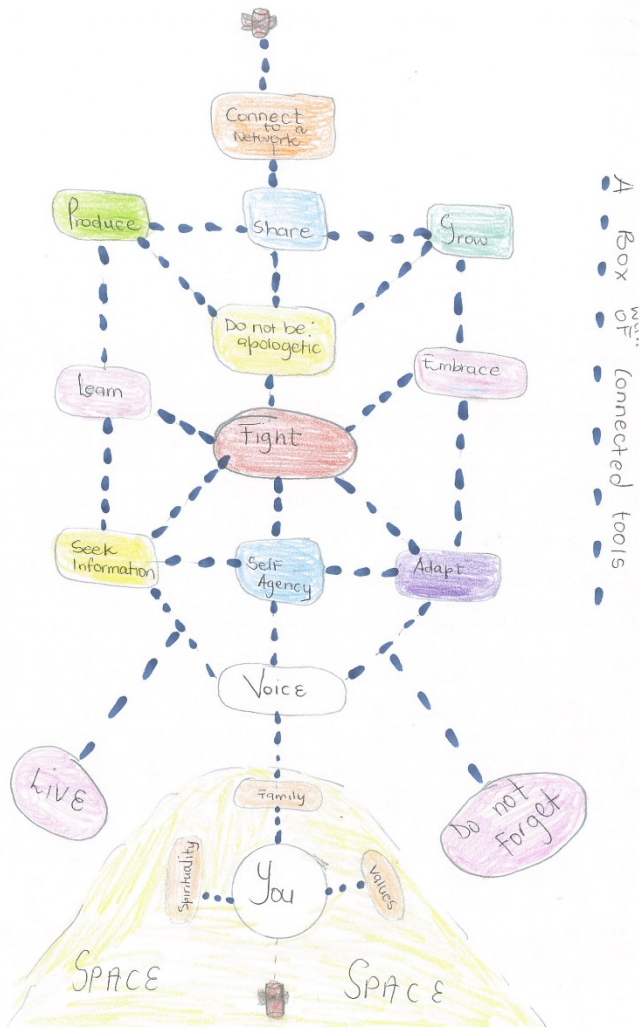 Connect
to a
Network
Produce
Share
Grow
Do not be:
apologetic
Learn
Embrace
Fight
Seek
Information
Self
Agency
Adapt
Voice
LIVE
Do not
Forget
Family
Spirituality
You
Values
SPACE
SPACE
A Box of Connected tools